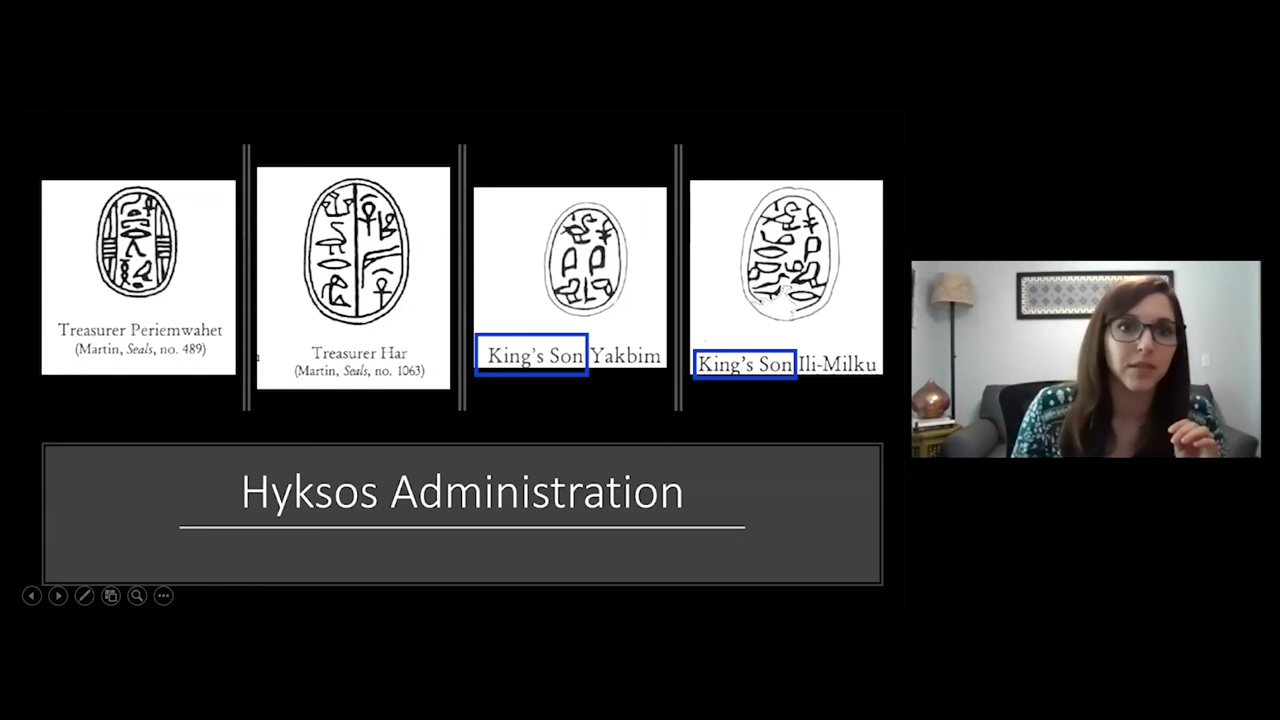 Treasurer Periemwahet
(Martin, Seals, no. 489)
Treasurer Har
(Martin, Seals, no. 1063)
King's Son Yakbim
King's Son Ili-Milku
Hyksos Administration